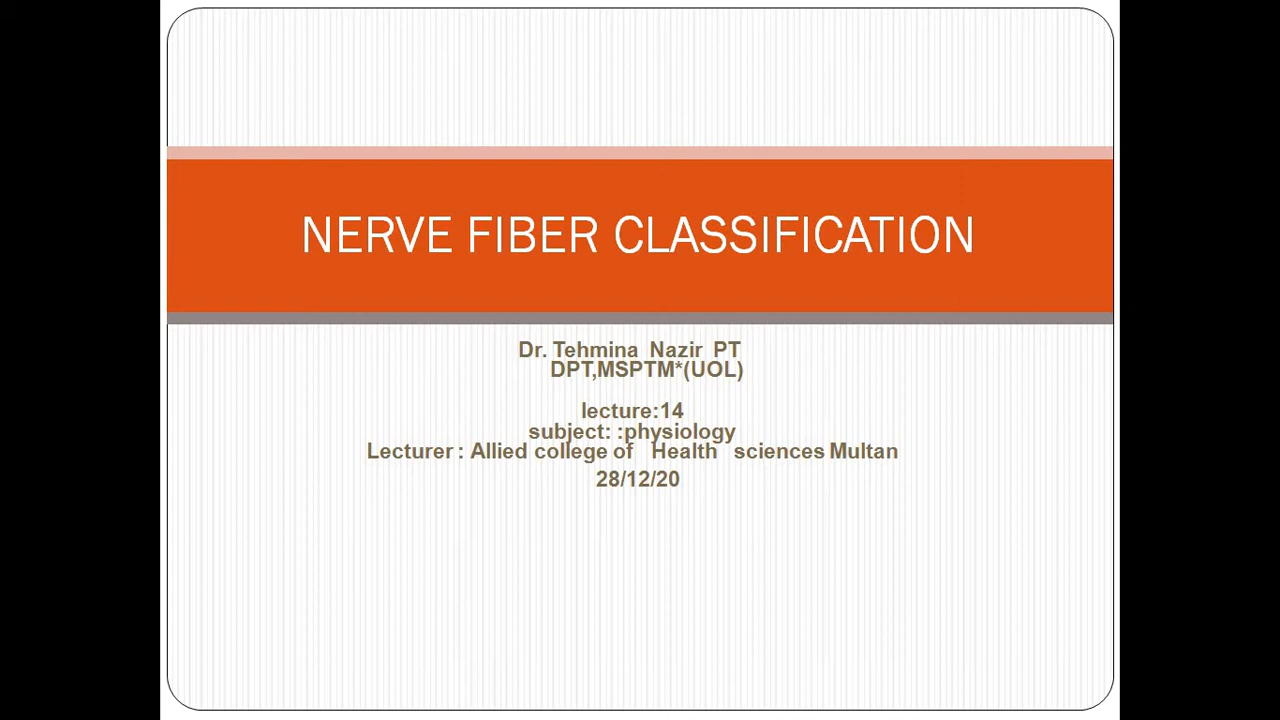 NERVE FIBER CLASSIFICATION
Dr. Tehmina Nazir PT
DPT,MSPTM*(UOL)
lecture:14
subject: :physiology
Lecturer : Allied college of Health sciences Multan
28/12/20